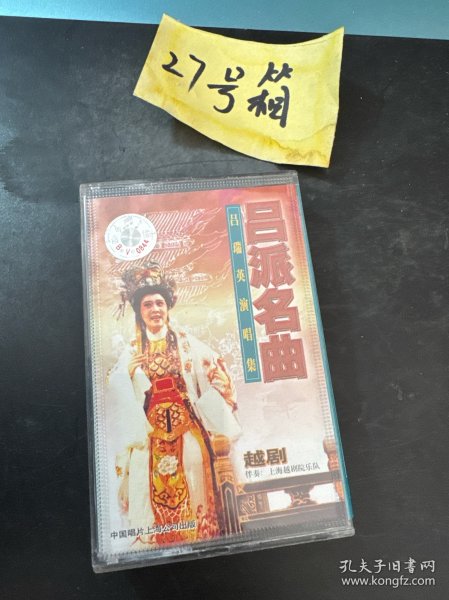 27号箱
吕派名曲
吕瑞英演唱集
越剧
伴奏：上海越剧院乐队
中国唱片上海公司出版
孔夫子旧书网
www.kongfz.com